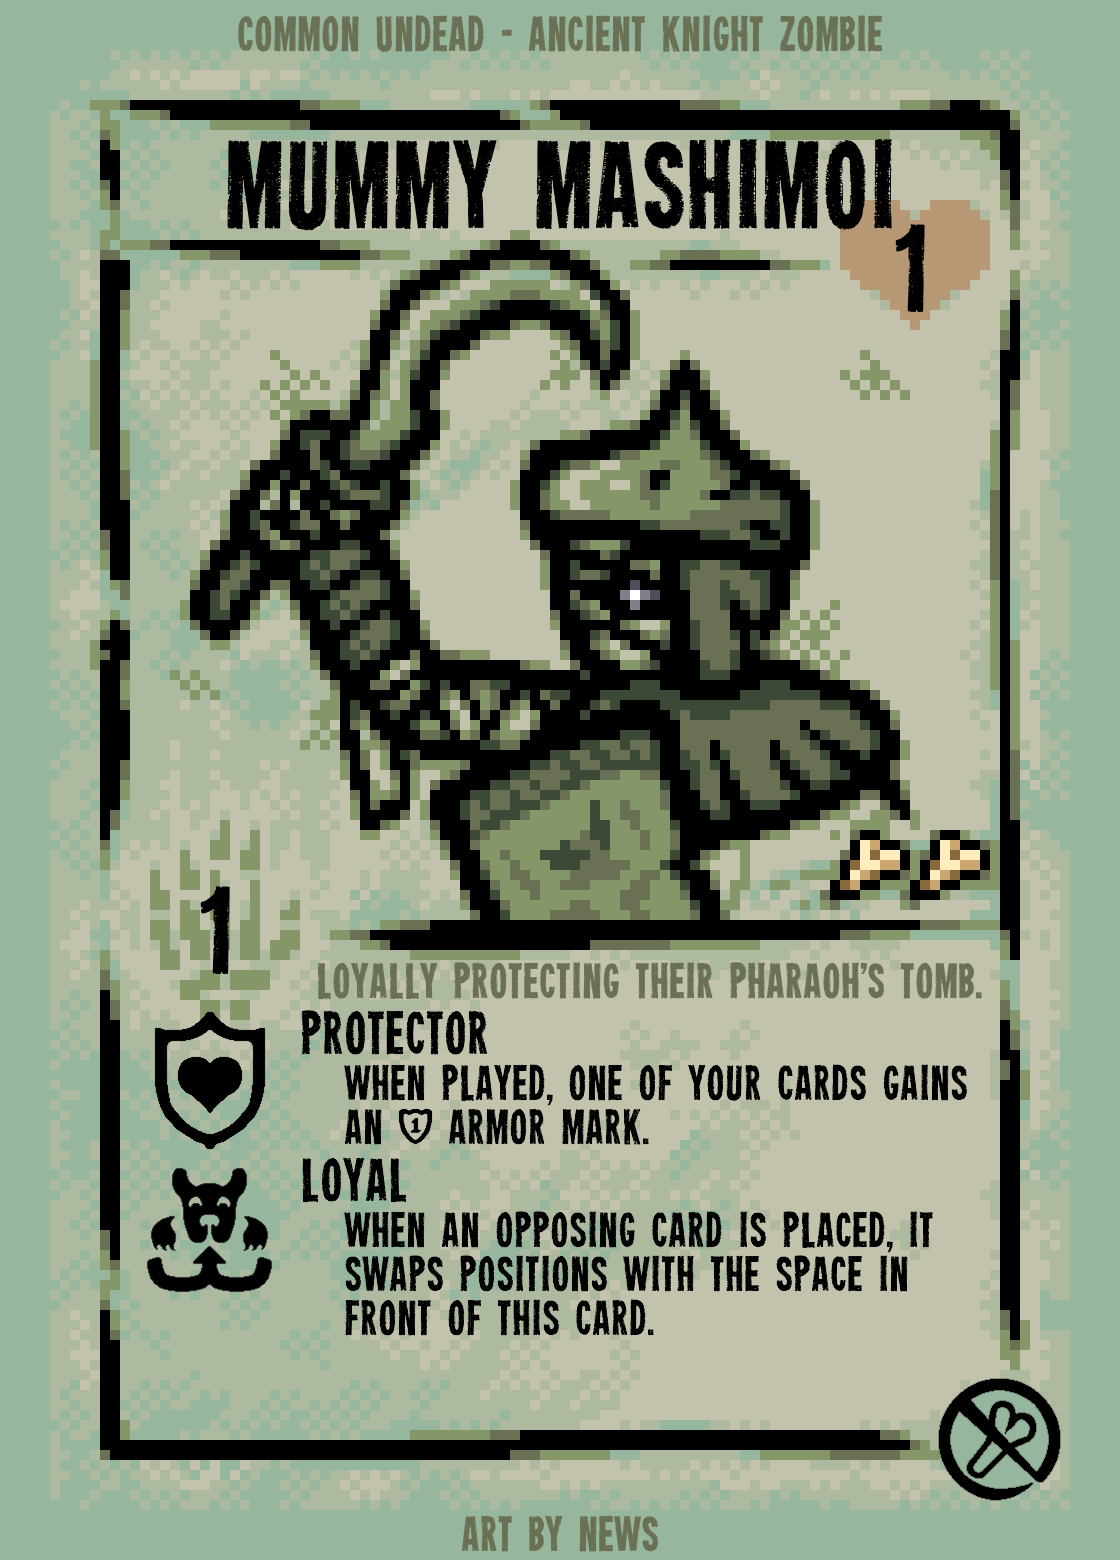 COMMON UNDEAD - ANCIENT KNIGHT ZOMBIE
MUMMY MASHIMOI
1
1
LOYALLY PROTECTING THEIR PHARAOH'S TOMB.
PROTECTOR
WHEN PLAYED, ONE OF YOUR CARDS GAINS
AN 1 ARMOR MARK.
LOYAL
WHEN AN OPPOSING CARD IS PLACED, IT
SWAPS POSITIONS WITH THE SPACE IN
FRONT OF THIS CARD.
ART BY NEWS